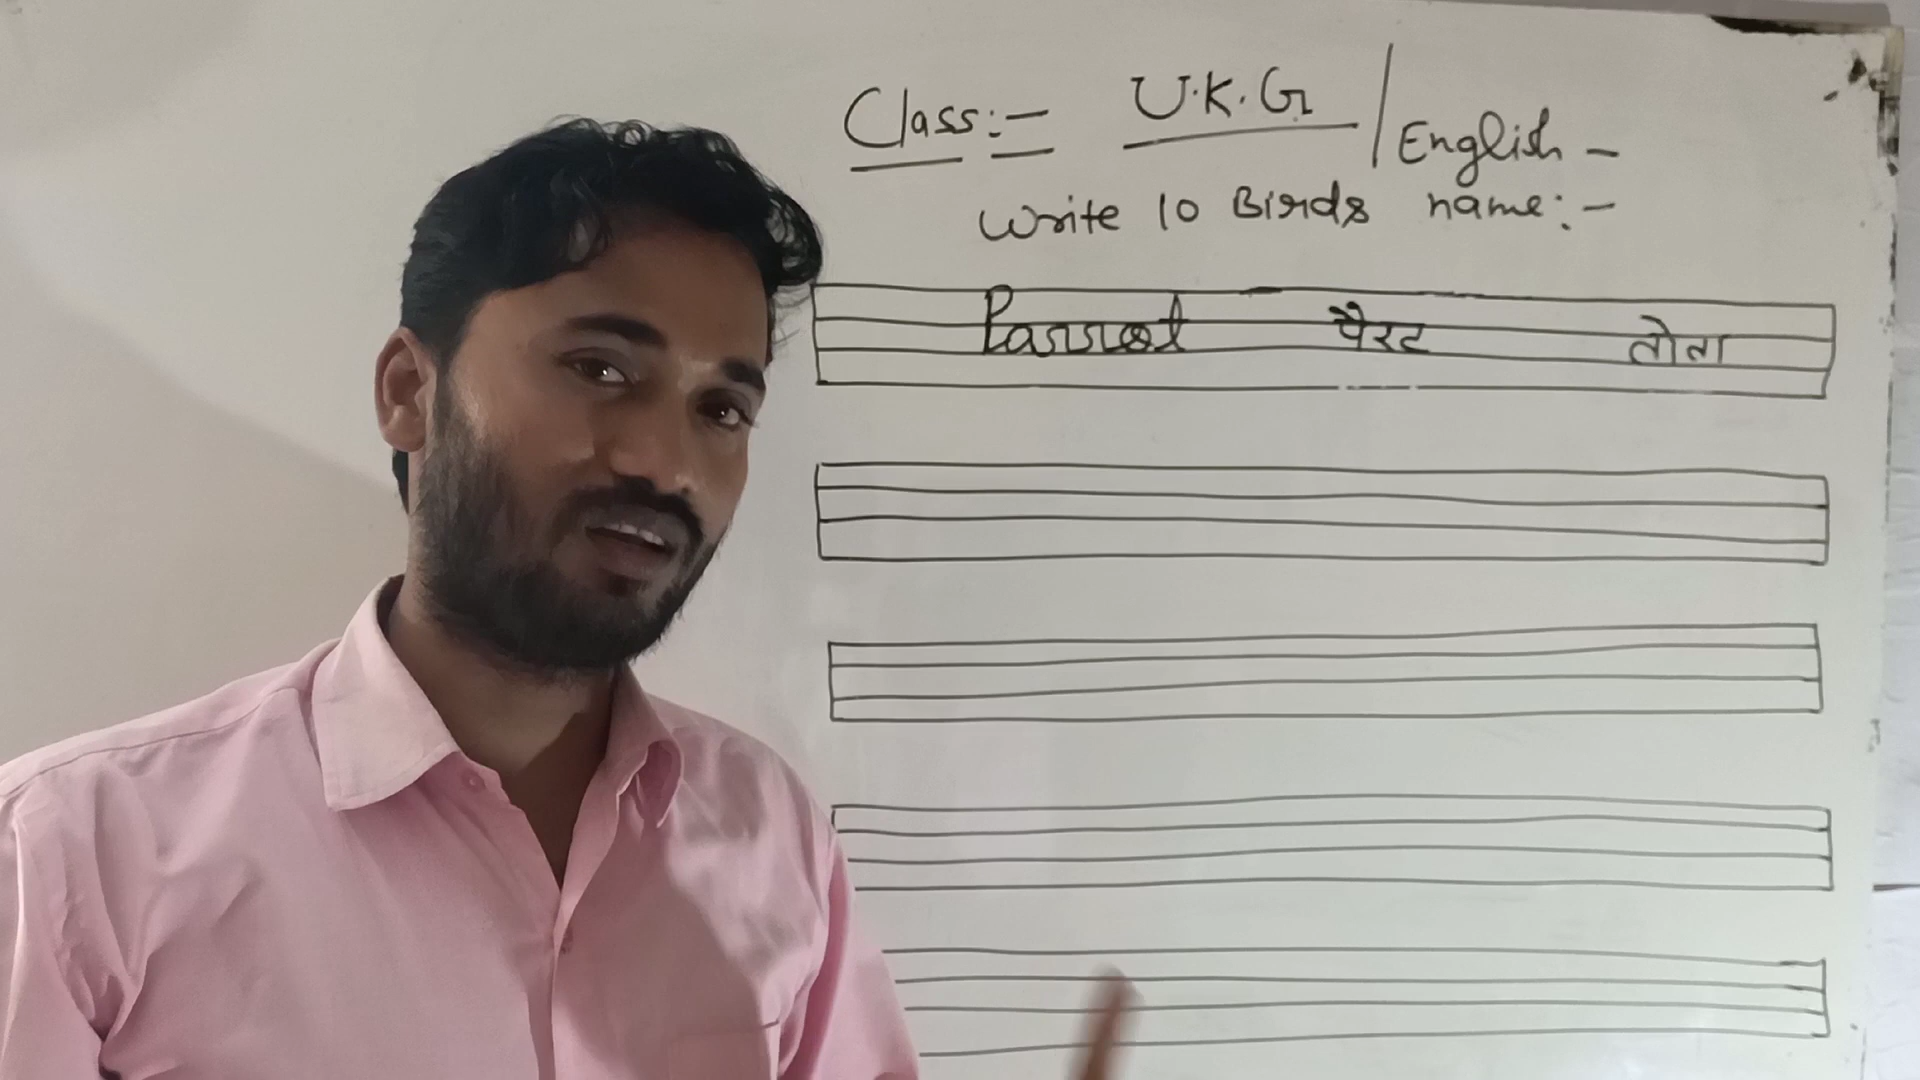 Class:- U.K.G / English -
Write 10 Birds name:-
Parrot पैरट तोता